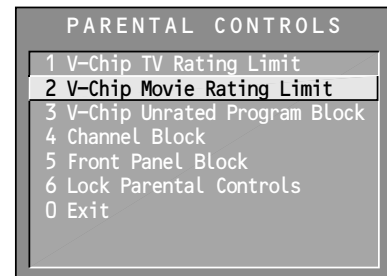 PARENTAL CONTROLS
1 V-Chip TV Rating Limit
2 V-Chip Movie Rating Limit
3 V-Chip Unrated Program Block
4 Channel Block
5 Front Panel Block
6 Lock Parental Controls
0 Exit